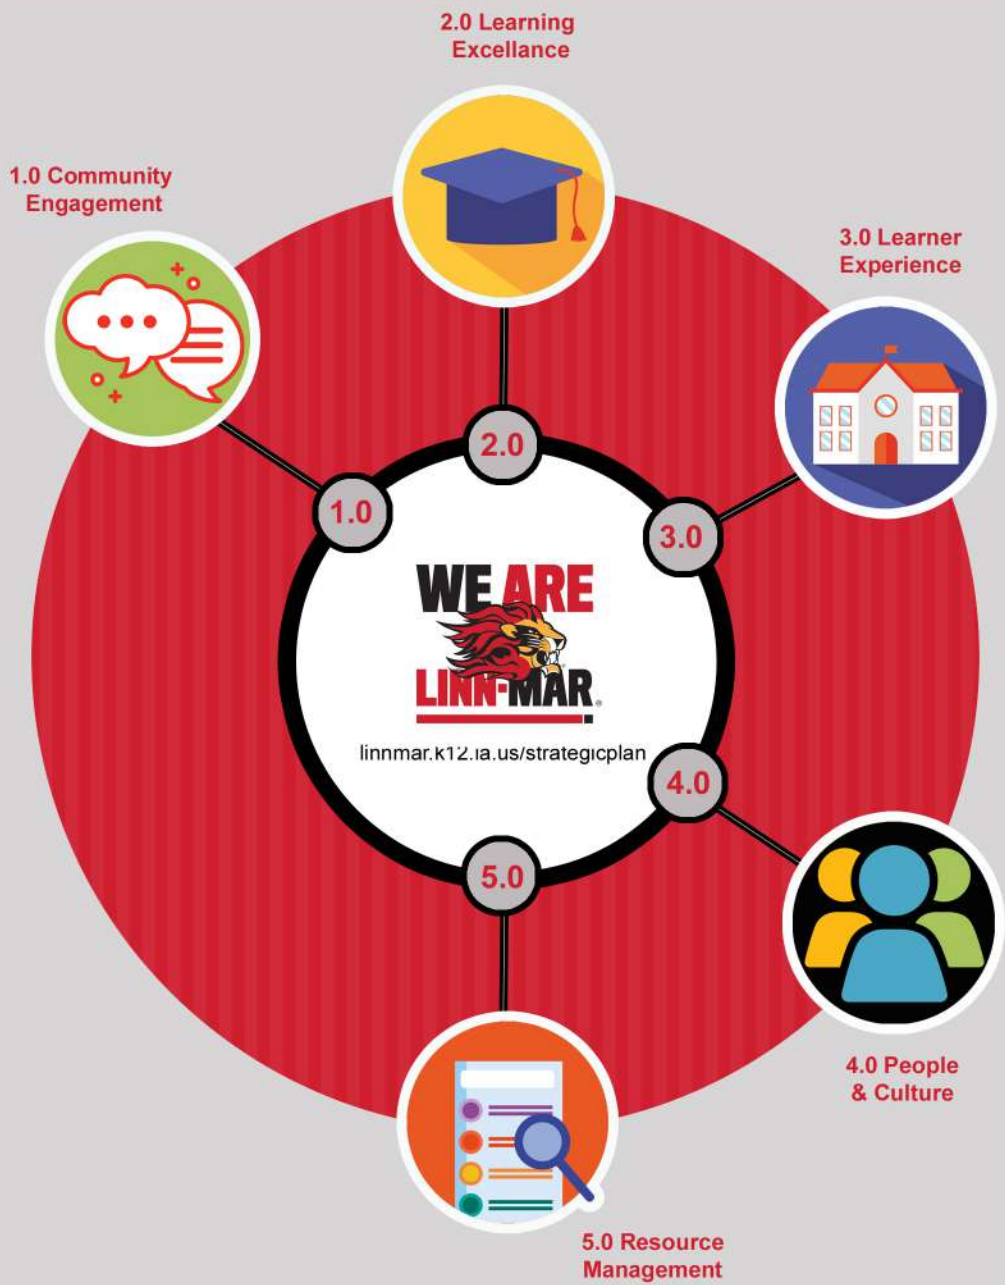 2.0 Learning
Excellance
1.0 Community
Engagement
3.0 Learner
Experience
2.0
1.0
3.0
WE ARE
LINN-MAR®
linnmar.k12.ia.us/strategicplan
4.0
5.0
4.0 People
& Culture
5.0 Resource
Management